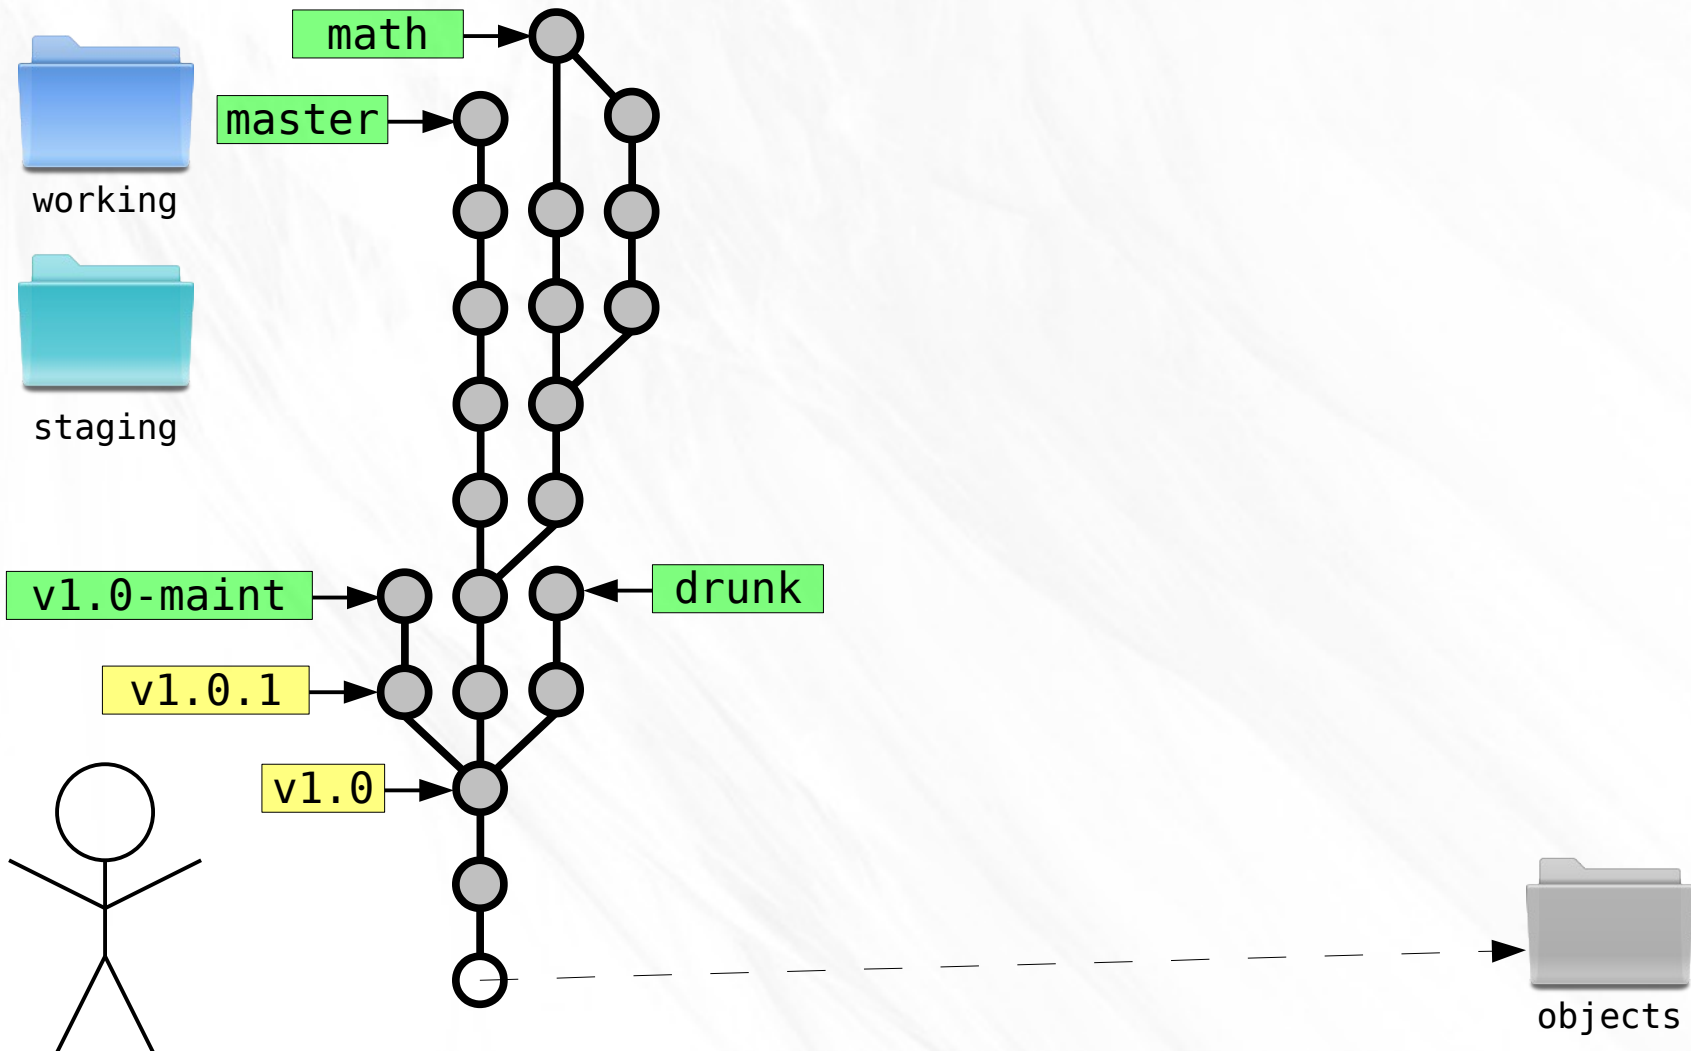 math
master
working
staging
v1.0-maint
drunk
v1.0.1
v1.0
objects